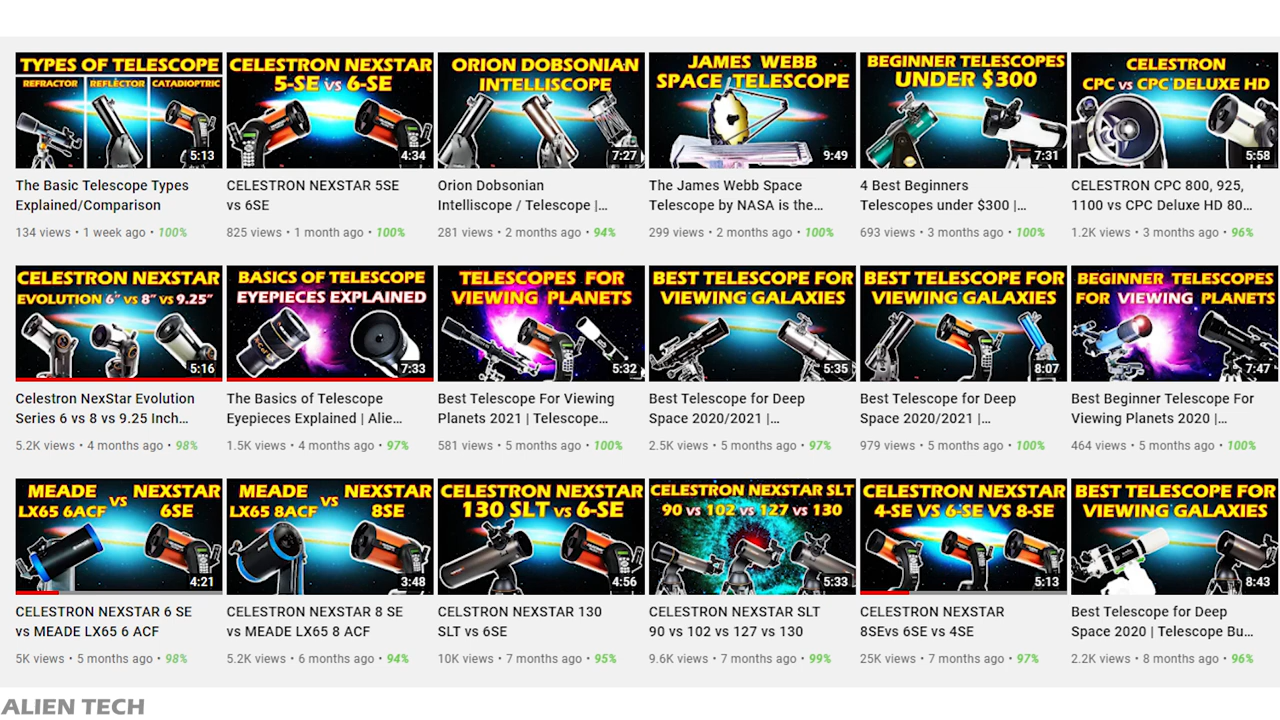 TYPES OF TELESCOPE
REFRACTOR REFLECTOR CATADIOPTRIC
5:13
The Basic Telescope Types
Explained/Comparison
134 views • 1 week ago • 100%
CELESTRON NEXSTAR
5-SE vs 6-SE
4:34
CELESTRON NEXSTAR 5SE
vs 6SE
825 views • 1 month ago • 100%
ORION DOBSONIAN
INTELLISCOPE
7:27
Orion Dobsonian
Intelliscope / Telescope |...
281 views • 2 months ago • 94%
JAMES WEBB
SPACE TELESCOPE
9:49
The James Webb Space
Telescope by NASA is the...
299 views • 2 months ago • 100%
BEGINNER TELESCOPES
UNDER $300
7:31
4 Best Beginners
Telescopes under $300 |...
693 views • 3 months ago • 100%
CELESTRON
CPC vs CPC DELUXE HD
5:58
CELESTRON CPC 800, 925,
1100 vs CPC Deluxe HD 80...
1.2K views • 3 months ago • 96%
CELESTRON NEXSTAR
EVOLUTION 6” vs 8” vs 9.25”
5:16
Celestron NexStar Evolution
Series 6 vs 8 vs 9.25 Inch...
5.2K views • 4 months ago • 98%
BASICS OF TELESCOPE
EYEPIECES EXPLAINED
7:33
The Basics of Telescope
Eyepieces Explained | Alie...
1.5K views • 4 months ago • 97%
TELESCOPES FOR
VIEWING PLANETS
5:32
Best Telescope For Viewing
Planets 2021 | Telescope...
581 views • 5 months ago • 100%
BEST TELESCOPE FOR
VIEWING GALAXIES
5:35
Best Telescope for Deep
Space 2020/2021 |...
2.5K views • 5 months ago • 97%
BEST TELESCOPE FOR
VIEWING GALAXIES
8:07
Best Telescope for Deep
Space 2020/2021 |...
979 views • 5 months ago • 100%
BEGINNER TELESCOPES
FOR VIEWING PLANETS
7:47
Best Beginner Telescope For
Viewing Planets 2020 |...
464 views • 5 months ago • 100%
MEADE vs NEXSTAR
LX65 6ACF 6SE
4:21
CELESTRON NEXSTAR 6 SE
vs MEADE LX65 6 ACF
5K views • 5 months ago • 98%
MEADE vs NEXSTAR
LX65 8ACF 8SE
3:48
CELESTRON NEXSTAR 8 SE
vs MEADE LX65 8 ACF
5.2K views • 6 months ago • 94%
CELESTRON NEXSTAR
130 SLT vs 6-SE
4:56
CELSTRON NEXSTAR 130
SLT vs 6SE
10K views • 7 months ago • 95%
CELESTRON NEXSTAR SLT
90 vs 102 vs 127 vs 130
5:33
CELESTRON NEXSTAR SLT
90 vs 102 vs 127 vs 130
9.6K views • 7 months ago • 99%
CELESTRON NEXSTAR
4-SE VS 6-SE VS 8-SE
5:13
CELESTRON NEXSTAR
8SEvs 6SE vs 4SE
25K views • 7 months ago • 97%
BEST TELESCOPE FOR
VIEWING GALAXIES
8:43
Best Telescope for Deep
Space 2020 | Telescope Bu...
2.2K views • 8 months ago • 96%
ALIEN TECH